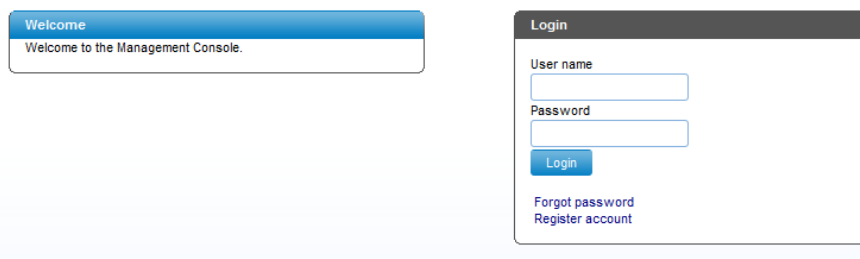 Welcome
Welcome to the Management Console.
Login
User name
Password
Login
Forgot password
Register account